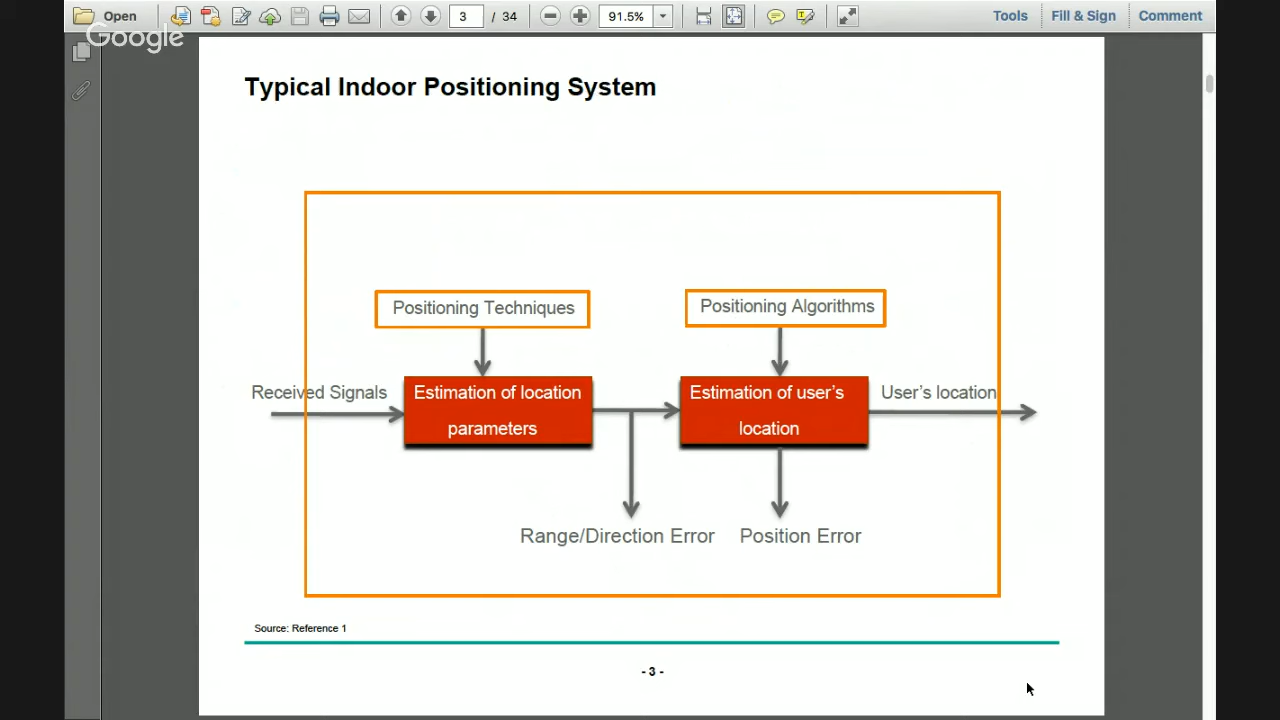 Open
3 / 34
91.5%
Tools
Fill & Sign
Comment
Google
Typical Indoor Positioning System
Positioning Techniques
Positioning Algorithms
Received Signals
Estimation of location
parameters
Estimation of user's
location
User's location
Range/Direction Error
Position Error
Source: Reference 1
- 3 -